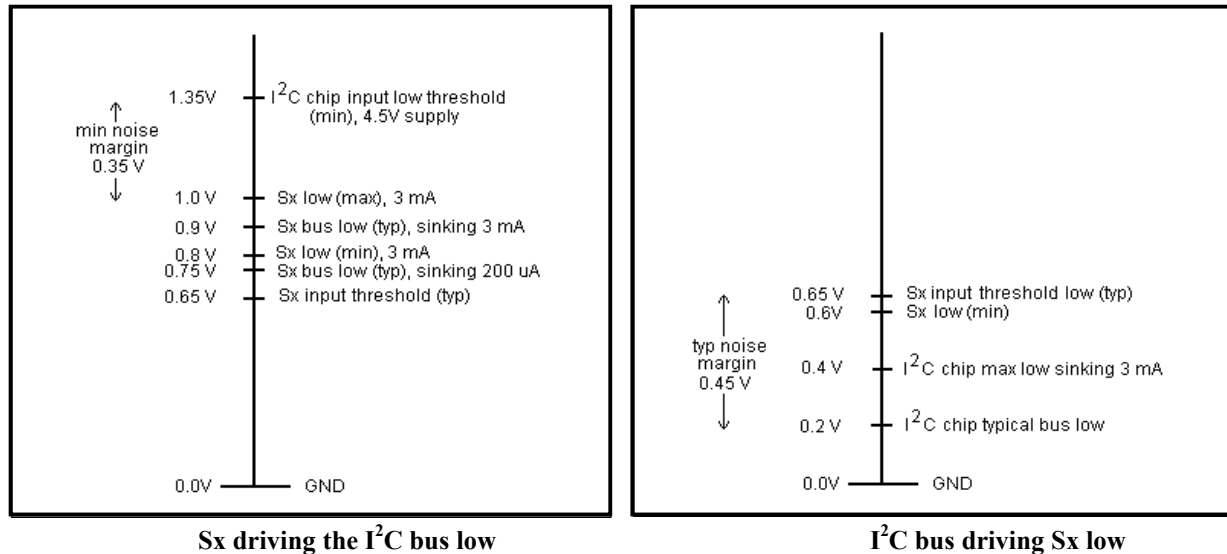 1.35V
I²C chip input low threshold
(min), 4.5V supply
min noise
margin
0.35 V
1.0 V
Sx low (max), 3 mA
0.9 V
Sx bus low (typ), sinking 3 mA
0.8 V
Sx low (min), 3 mA
0.75 V
Sx bus low (typ), sinking 200 uA
0.65 V
Sx input threshold (typ)
0.0V
GND
Sx driving the I²C bus low
0.65 V
Sx input threshold low (typ)
0.6V
Sx low (min)
typ noise
margin
0.45 V
0.4 V
I²C chip max low sinking 3 mA
0.2 V
I²C chip typical bus low
0.0V
GND
I²C bus driving Sx low